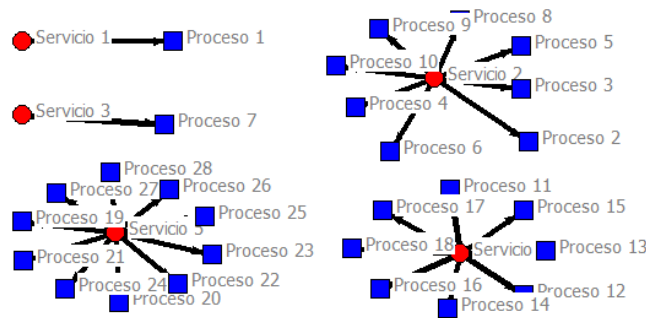 Servicio 1
Proceso 1
Servicio 3
Proceso 7
Proceso 8
Proceso 9
Proceso 5
Proceso 10
Servicio 2
Proceso 3
Proceso 4
Proceso 2
Proceso 6
Proceso 28
Proceso 27
Proceso 26
Proceso 19
Proceso 25
Servicio 5
Proceso 23
Proceso 21
Proceso 22
Proceso 24
Proceso 20
Proceso 11
Proceso 17
Proceso 15
Proceso 18
Servicio
Proceso 13
Proceso 16
Proceso 12
Proceso 14